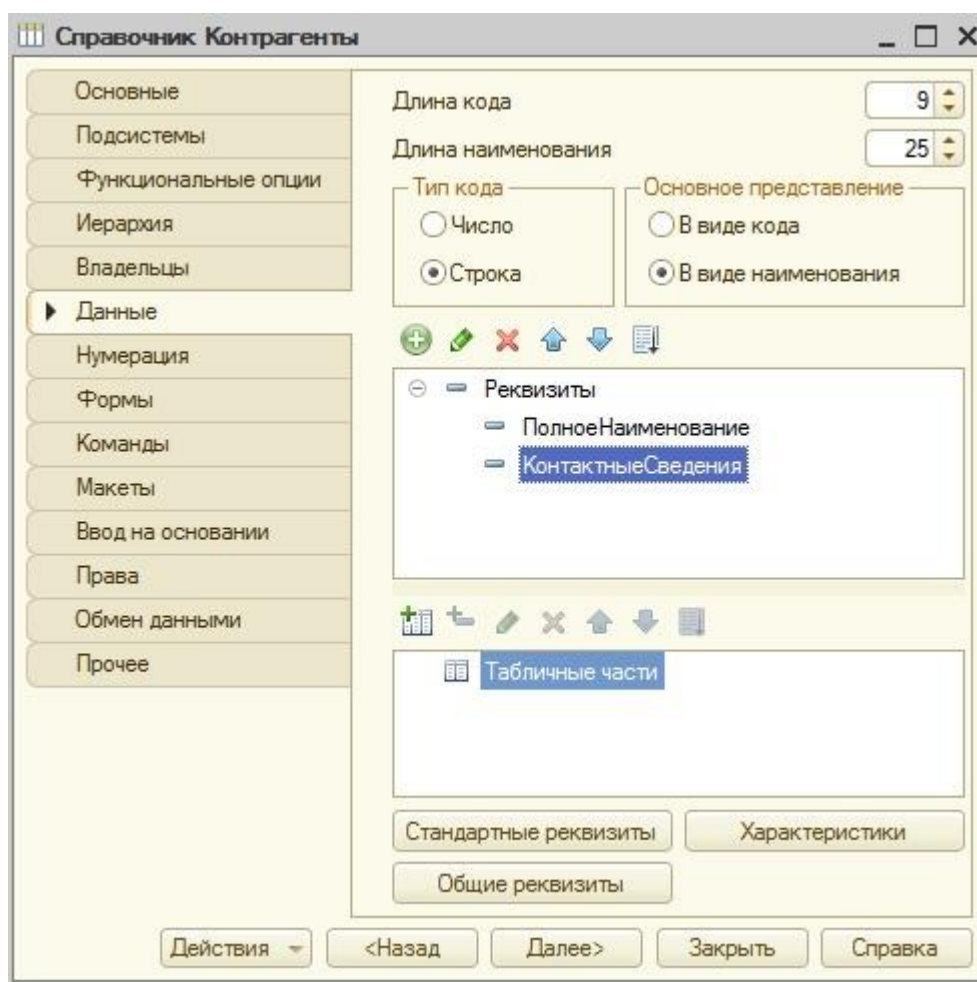 Справочник Контрагенты
Основные
Подсистемы
Функциональные опции
Иерархия
Владельцы
Данные
Нумерация
Формы
Команды
Макеты
Ввод на основании
Права
Обмен данными
Прочее
Длина кода 9
Длина наименования 25
Тип кода
Число
Строка
Основное представление
В виде кода
В виде наименования
Реквизиты
ПолноеНаименование
КонтактныеСведения
Табличные части
Стандартные реквизиты Характеристики
Общие реквизиты
Действия <Назад Далее> Закрыть Справка